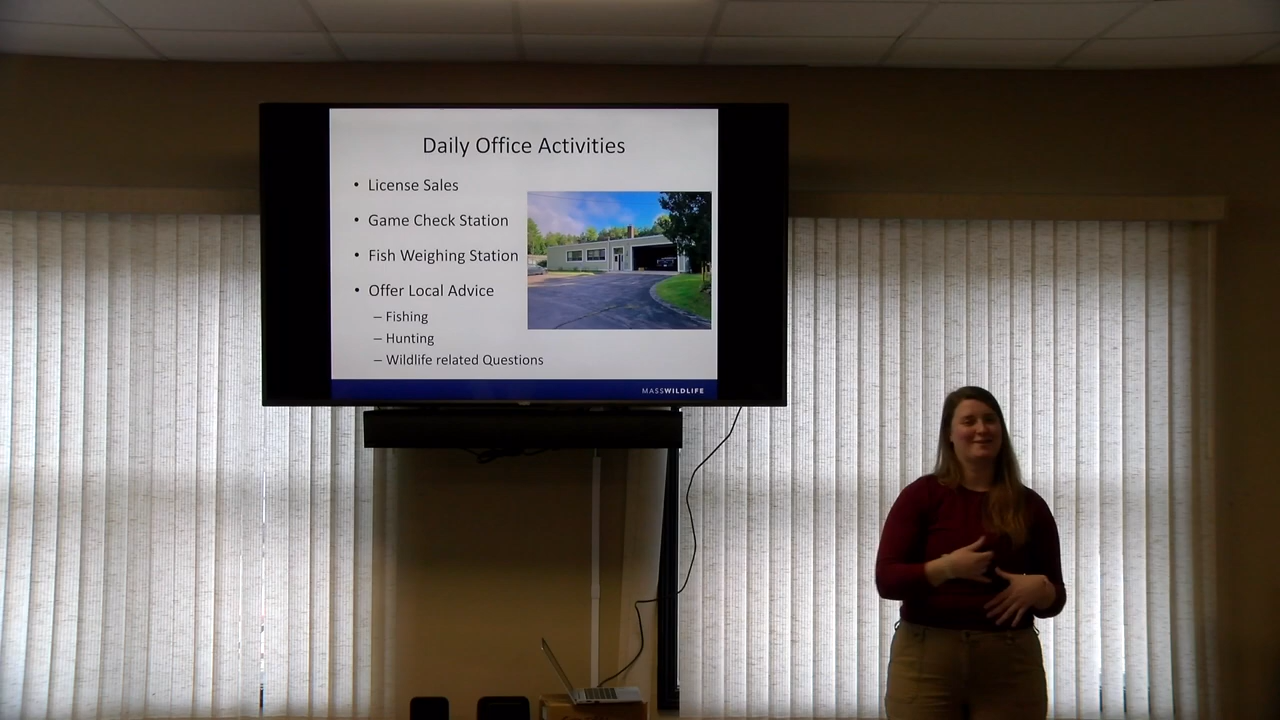 Daily Office Activities
• License Sales
• Game Check Station
• Fish Weighing Station
• Offer Local Advice
– Fishing
– Hunting
– Wildlife related Questions
MASSWILDLIFE